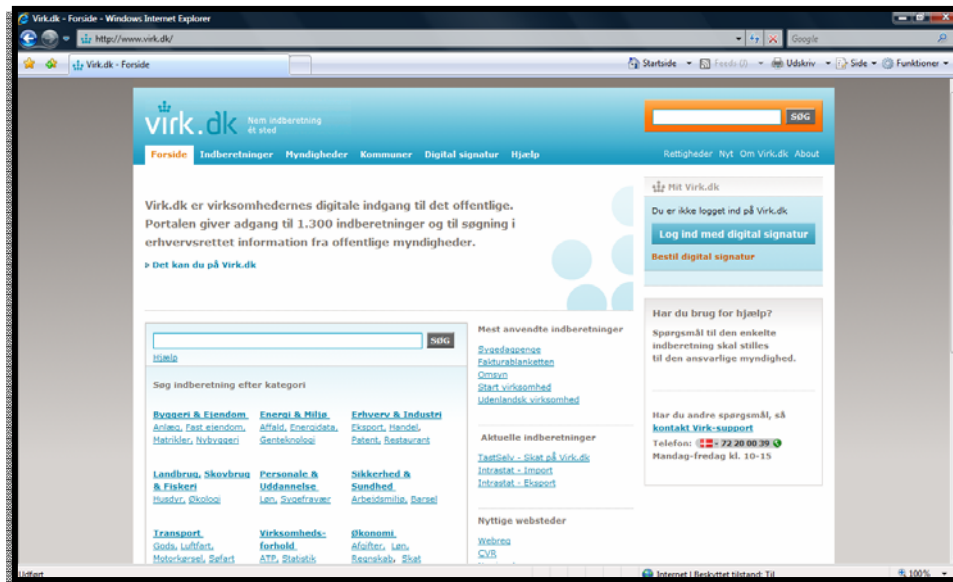 Virk.dk - Forside - Windows Internet Explorer
http://www.virk.dk/
Google
Virk.dk - Forside
Startside
Feeds (J)
Udskriv
Side
Funktioner
virk.dk
Nem indberetning
ét sted
SØG
Forside Indberetninger Myndigheder Kommuner Digital signatur Hjælp
Rettigheder Nyt Om Virk.dk About
Virk.dk er virksomhedernes digitale indgang til det offentlige.
Portalen giver adgang til 1.300 indberetninger og til søgning i
erhvervsrettet information fra offentlige myndigheder.
Det kan du på Virk.dk
Mit Virk.dk
Du er ikke logget ind på Virk.dk
Log ind med digital signatur
Bestil digital signatur
Har du brug for hjælp?
Spørgsmål til den enkelte
indberetning skal stilles
til den ansvarlige myndighed.
Har du andre spørgsmål, så
kontakt Virk-support
Telefon: 72 20 00 39
Mandag-fredag kl. 10-15
SØG
Hjælp
Søg indberetning efter kategori
Byggeri & Ejendom
Anlæg, Fast ejendom,
Matrikler, Nybyggeri
Energi & Miljø
Affald, Energidata,
Genteknologi
Erhverv & Industri
Eksport, Handel,
Patent, Restaurant
Landbrug, Skovbrug
& Fiskeri
Husdyr, Økologi
Personale &
Uddannelse
Løn, Sygefravær
Sikkerhed &
Sundhed
Arbejdsmiljø, Barsel
Transport
Gods, Luftfart,
Motorkørsel, Søfart
Virksomheds-
forhold
ATP, Statistik
Økonomi
Afgifter, Løn,
Regnskab, Skat
Mest anvendte indberetninger
Sygedagpenge
Fakturablanketten
Omsyn
Start virksomhed
Udenlandsk virksomhed
Aktuelle indberetninger
TastSelv - Skat på Virk.dk
Intrastat - Import
Intrastat - Eksport
Nyttige websteder
Webreg
CVR
Udført
Internet | Beskyttet tilstand: Til
100%